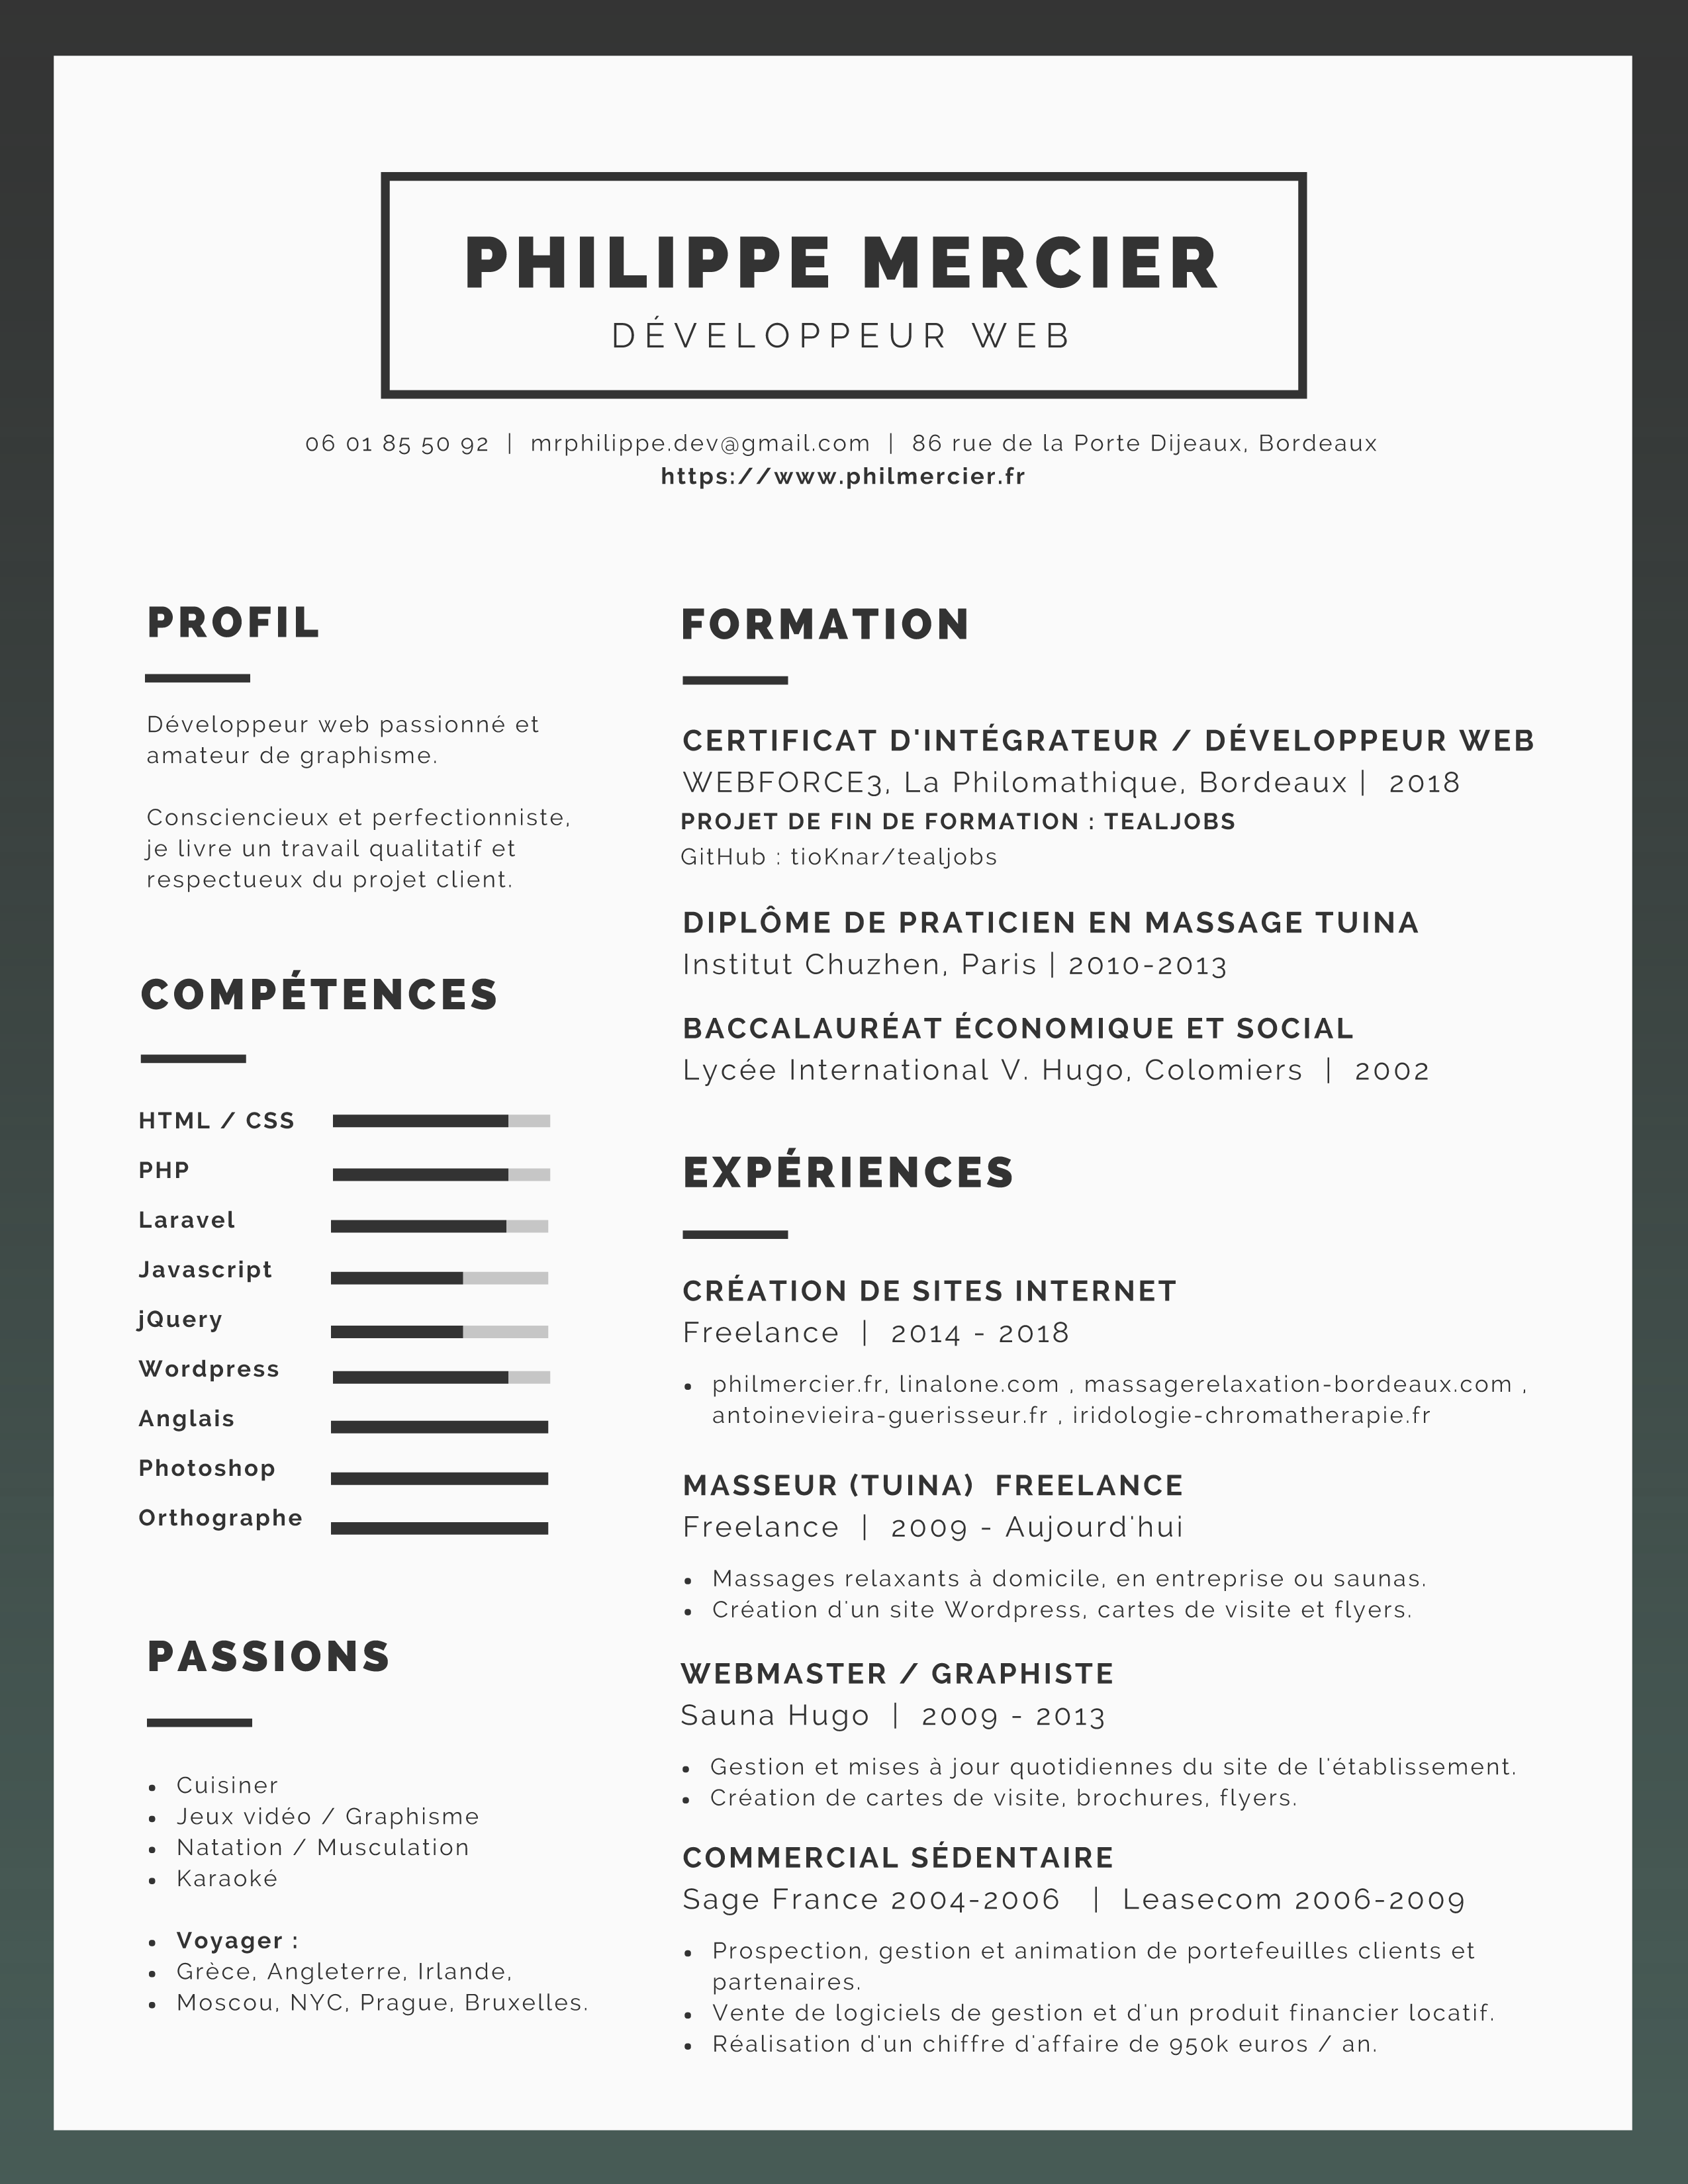 PHILIPPE MERCIER
DÉVELOPPEUR WEB
06 01 85 50 92 | mrphilippe.dev@gmail.com | 86 rue de la Porte Dijeaux, Bordeaux
https://www.philmercier.fr
PROFIL
Développeur web passionné et
amateur de graphisme.
Consciencieux et perfectionniste,
je livre un travail qualitatif et
respectueux du projet client.
COMPÉTENCES
HTML / CSS
PHP
Laravel
Javascript
jQuery
Wordpress
Anglais
Photoshop
Orthographe
PASSIONS
• Cuisiner
• Jeux vidéo / Graphisme
• Natation / Musculation
• Karaoké
• Voyager :
• Grèce, Angleterre, Irlande,
• Moscou, NYC, Prague, Bruxelles.
FORMATION
CERTIFICAT D'INTÉGRATEUR / DÉVELOPPEUR WEB
WEBFORCE3, La Philomathique, Bordeaux | 2018
PROJET DE FIN DE FORMATION : TEALJOBS
GitHub : tioKnar/tealjobs
DIPLÔME DE PRATICIEN EN MASSAGE TUINA
Institut Chuzhen, Paris | 2010-2013
BACCALAURÉAT ÉCONOMIQUE ET SOCIAL
Lycée International V. Hugo, Colomiers | 2002
EXPÉRIENCES
CRÉATION DE SITES INTERNET
Freelance | 2014 - 2018
• philmercier.fr, linalone.com , massagerelaxation-bordeaux.com ,
antoinevieira-guerisseur.fr , iridologie-chromatherapie.fr
MASSEUR (TUINA) FREELANCE
Freelance | 2009 - Aujourd'hui
• Massages relaxants à domicile, en entreprise ou saunas.
• Création d'un site Wordpress, cartes de visite et flyers.
WEBMASTER / GRAPHISTE
Sauna Hugo | 2009 - 2013
• Gestion et mises à jour quotidiennes du site de l'établissement.
• Création de cartes de visite, brochures, flyers.
COMMERCIAL SÉDENTAIRE
Sage France 2004-2006 | Leasecom 2006-2009
• Prospection, gestion et animation de portefeuilles clients et
partenaires.
• Vente de logiciels de gestion et d'un produit financier locatif.
• Réalisation d'un chiffre d'affaire de 950k euros / an.